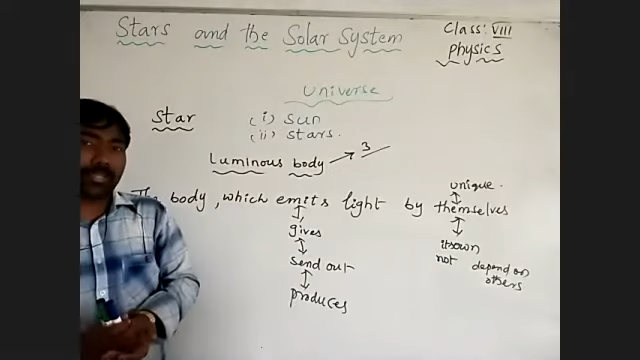 Stars and the Solar System
Class: VIII
Physics
Universe
Star
(i) Sun
(ii) Stars.
Luminous body → 3
The body, which emits light by themselves
unique.
gives
send out
produces
itsown
not depend on
others